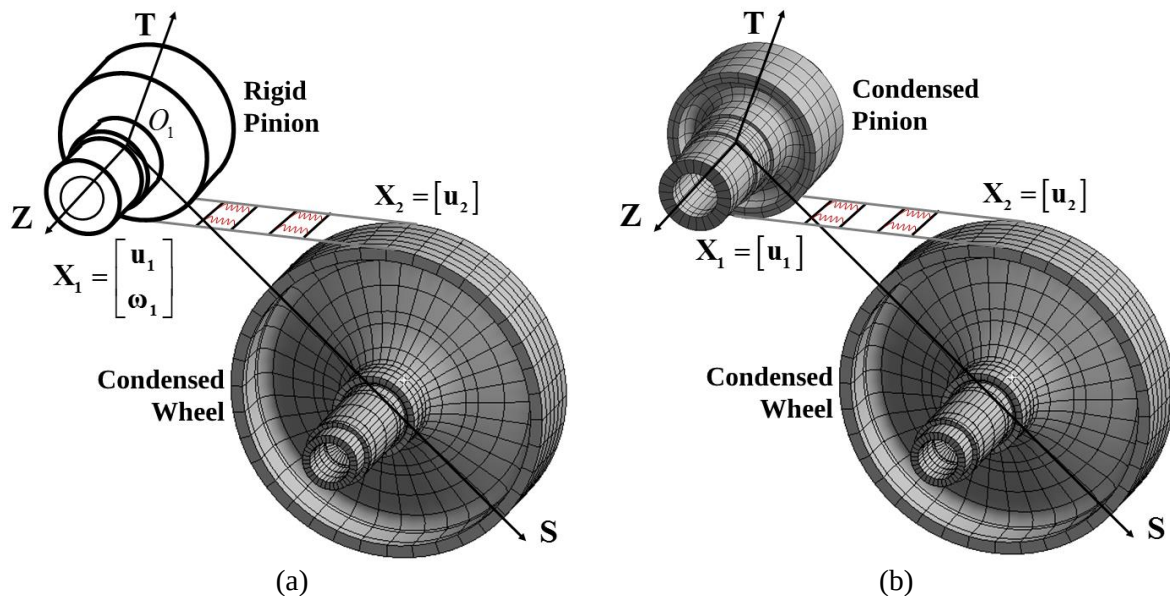 T
Rigid
Pinion
O₁
Z
X₁ = [u₁
ω₁]
X₂ = [u₂]
Condensed
Wheel
S
(a)
T
Condensed
Pinion
Z
X₁ = [u₁]
X₂ = [u₂]
Condensed
Wheel
S
(b)